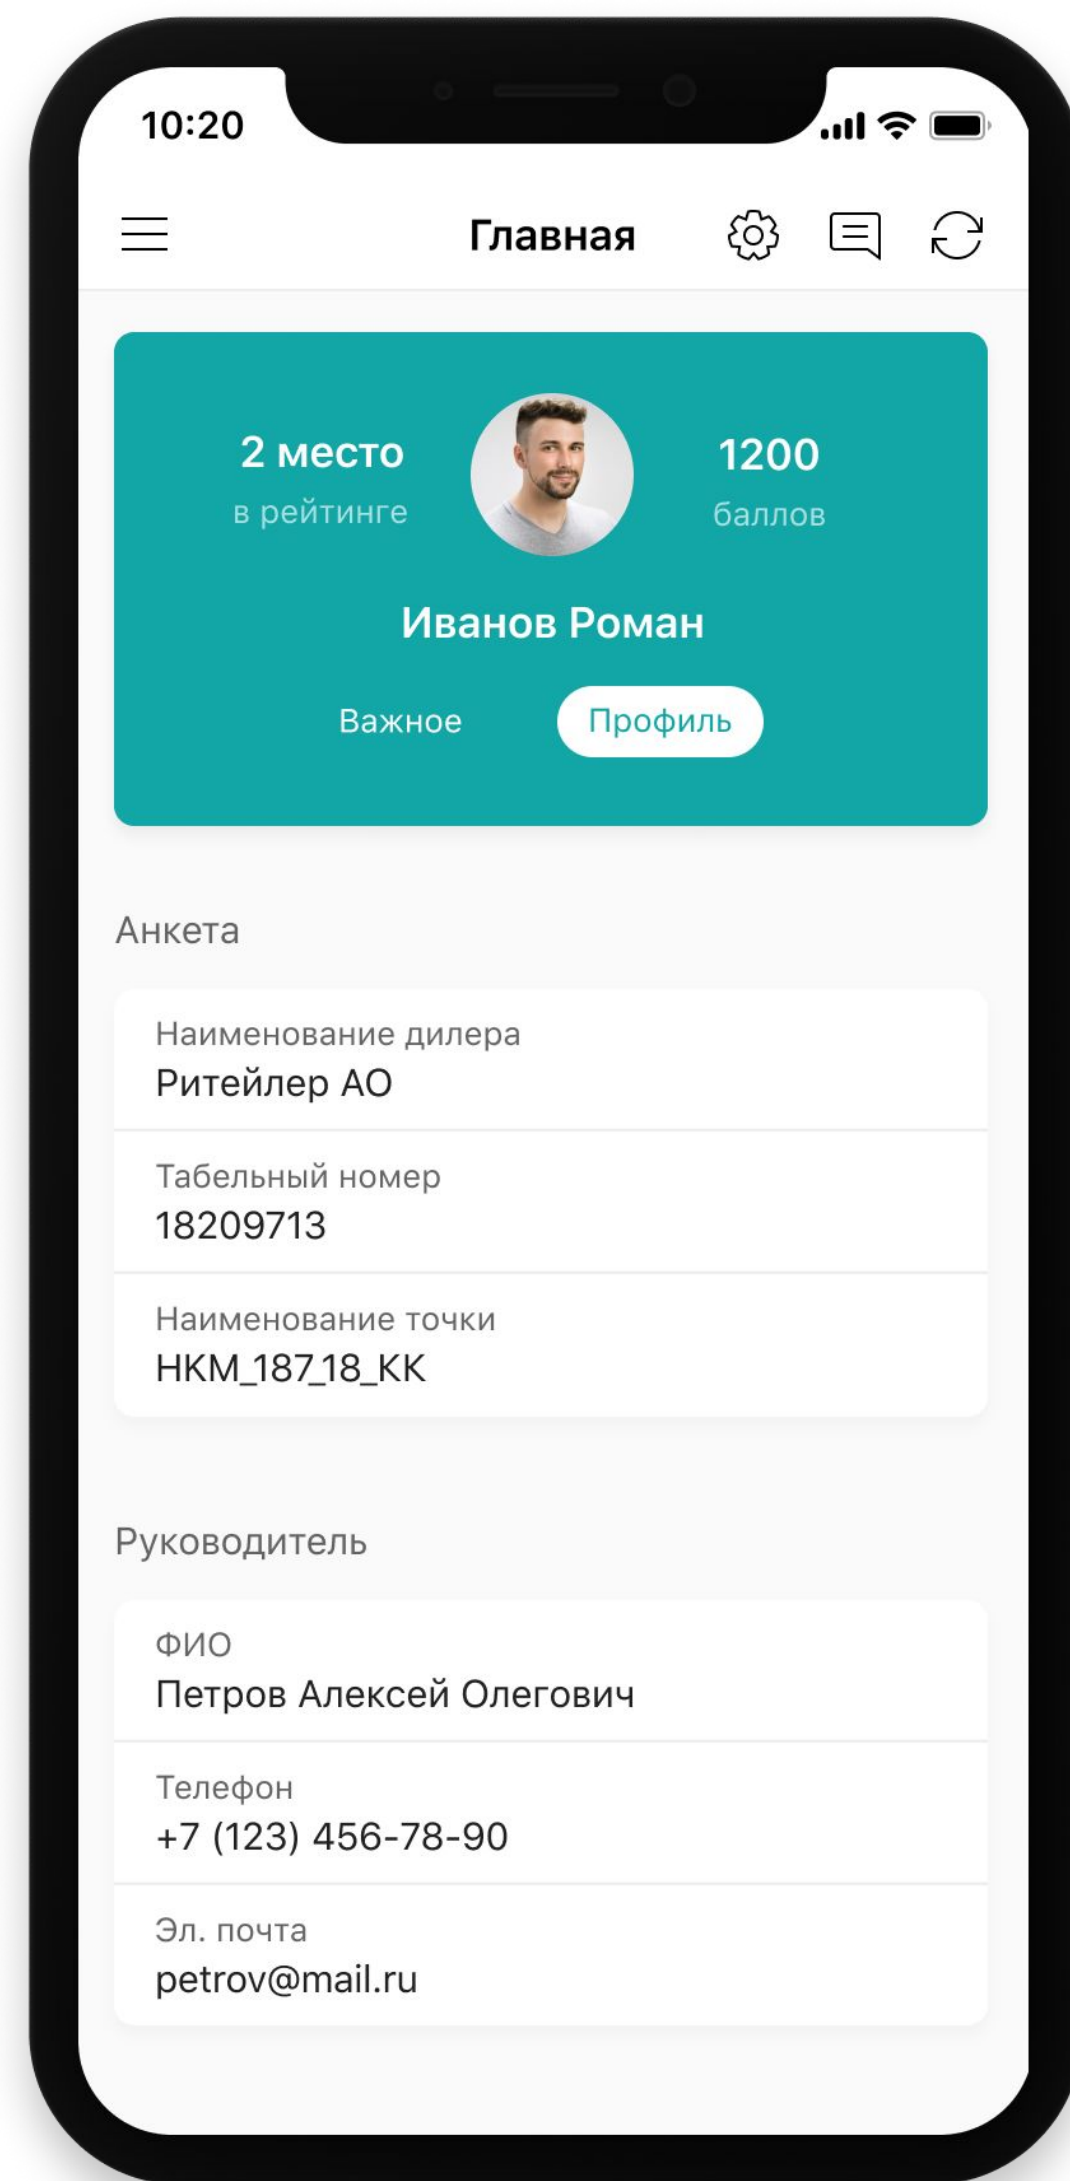 10:20
Главная
2 место
в рейтинге
1200
баллов
Иванов Роман
Важное
Профиль
Анкета
Наименование дилера
Ритейлер АО
Табельный номер
18209713
Наименование точки
НКМ_187_18_КК
Руководитель
ФИО
Петров Алексей Олегович
Телефон
+7 (123) 456-78-90
Эл. почта
petrov@mail.ru